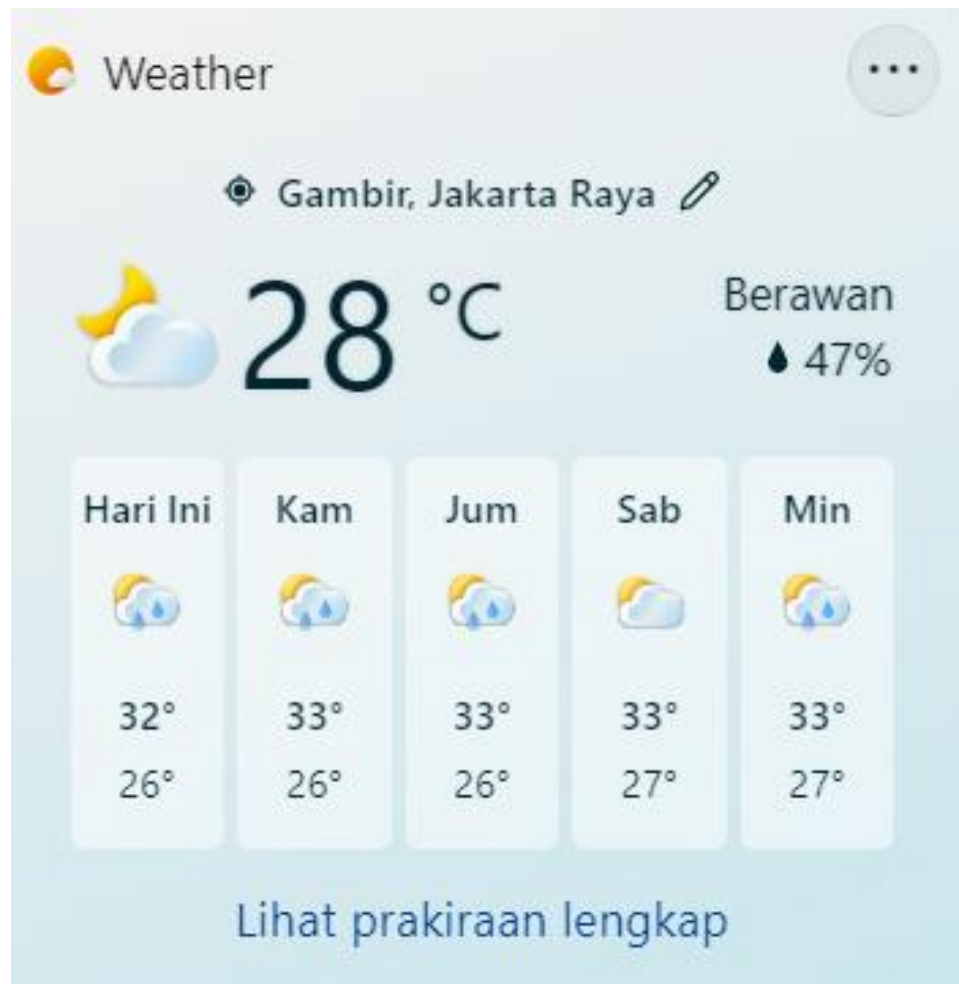 Weather
Gambir, Jakarta Raya
28 °C
Berawan
47%
Hari Ini Kam Jum Sab Min
32° 33° 33° 33° 33°
26° 26° 26° 27° 27°
Lihat prakiraan lengkap